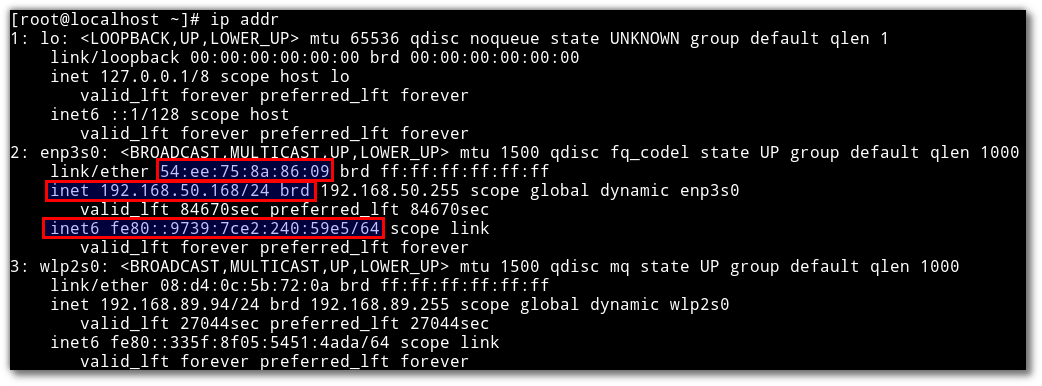 [root@localhost ~]# ip addr
1: lo: <LOOPBACK,UP,LOWER_UP> mtu 65536 qdisc noqueue state UNKNOWN group default qlen 1
    link/loopback 00:00:00:00:00:00 brd 00:00:00:00:00:00
    inet 127.0.0.1/8 scope host lo
       valid_lft forever preferred_lft forever
    inet6 ::1/128 scope host
       valid_lft forever preferred_lft forever
2: enp3s0: <BROADCAST,MULTICAST,UP,LOWER_UP> mtu 1500 qdisc fq_codel state UP group default qlen 1000
    link/ether 54:ee:75:8a:86:09 brd ff:ff:ff:ff:ff:ff
    inet 192.168.50.168/24 brd 192.168.50.255 scope global dynamic enp3s0
       valid_lft 84670sec preferred_lft 84670sec
    inet6 fe80::9739:7ce2:240:59e5/64 scope link
       valid_lft forever preferred_lft forever
3: wlp2s0: <BROADCAST,MULTICAST,UP,LOWER_UP> mtu 1500 qdisc mq state UP group default qlen 1000
    link/ether 08:d4:0c:5b:72:0a brd ff:ff:ff:ff:ff:ff
    inet 192.168.89.94/24 brd 192.168.89.255 scope global dynamic wlp2s0
       valid_lft 27044sec preferred_lft 27044sec
    inet6 fe80::335f:8f05:5451:4ada/64 scope link
       valid_lft forever preferred_lft forever